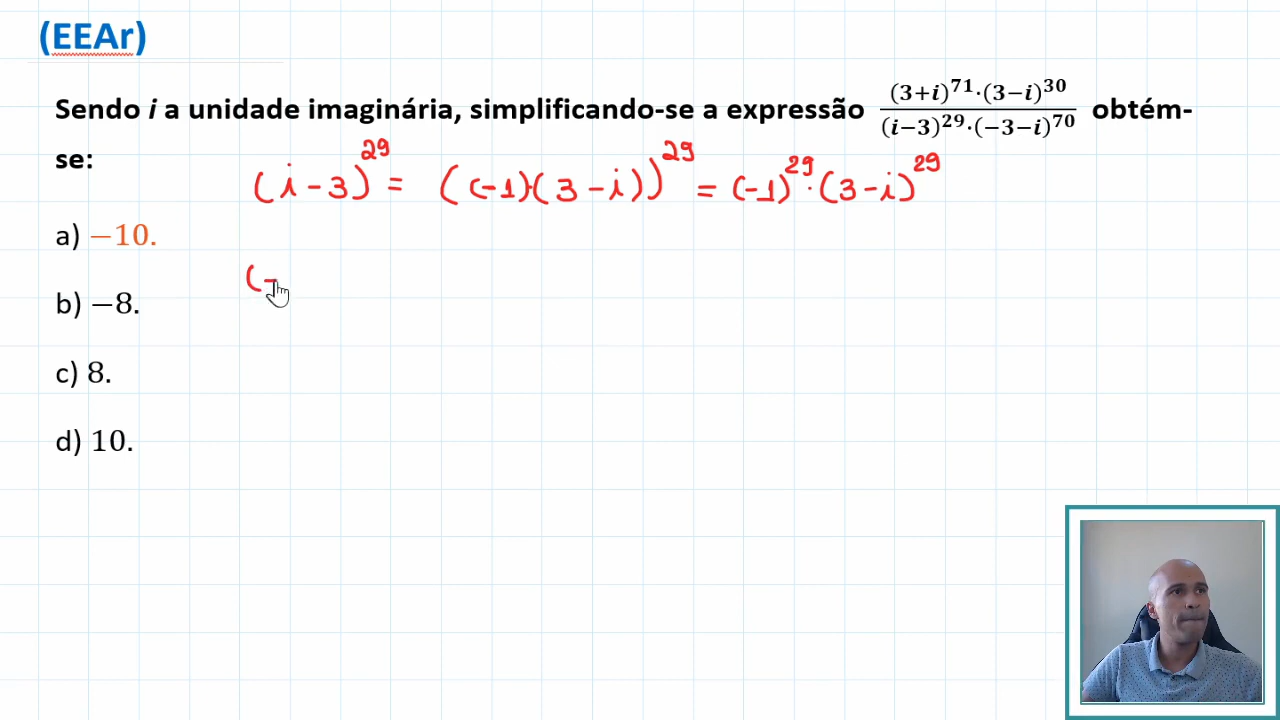 (EEAr)
Sendo i a unidade imaginária, simplificando-se a expressão (3+i)^71·(3−i)^30 / (i−3)^29·(−3−i)^70 obtém-
se:
(i-3)^29 = ((-1)·(3-i))^29 = (-1)^29·(3-i)^29
a) −10.
(-
b) −8.
c) 8.
d) 10.